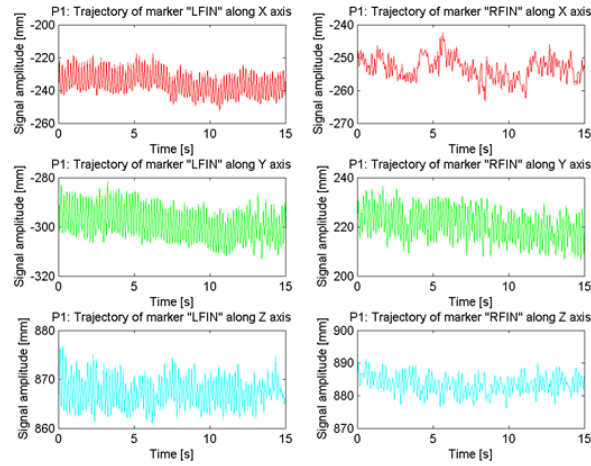 P1: Trajectory of marker "LFIN" along X axis
Signal amplitude [mm]
-200
-220
-240
-260
0 5 10 15
Time [s]
P1: Trajectory of marker "RFIN" along X axis
Signal amplitude [mm]
-240
-250
-260
-270
0 5 10 15
Time [s]
P1: Trajectory of marker "LFIN" along Y axis
Signal amplitude [mm]
-280
-300
-320
0 5 10 15
Time [s]
P1: Trajectory of marker "RFIN" along Y axis
Signal amplitude [mm]
240
220
200
0 5 10 15
Time [s]
P1: Trajectory of marker "LFIN" along Z axis
Signal amplitude [mm]
880
870
860
0 5 10 15
Time [s]
P1: Trajectory of marker "RFIN" along Z axis
Signal amplitude [mm]
900
890
880
870
0 5 10 15
Time [s]